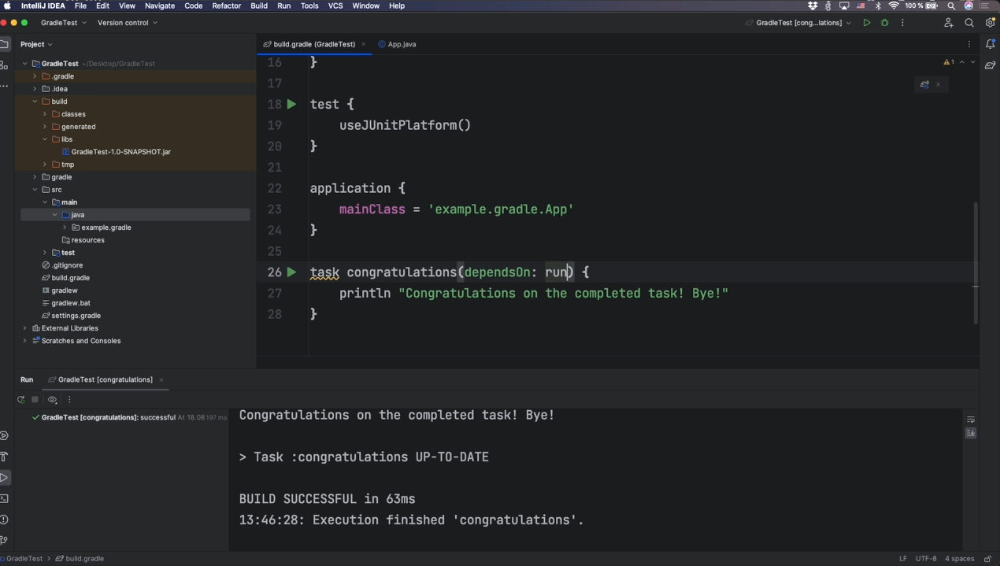 IntelliJ IDEA File Edit View Navigate Code Refactor Build Run Tools VCS Window Help 100 %
GradleTest Version control GradleTest [cong...lations]
Project
build.gradle (GradleTest) App.java
GradleTest ~/Desktop/GradleTest
.gradle
.idea
build
classes
generated
libs
GradleTest-1.0-SNAPSHOT.jar
tmp
gradle
src
main
java
example.gradle
resources
test
.gitignore
build.gradle
gradlew
gradlew.bat
settings.gradle
External Libraries
Scratches and Consoles
1
16 }
17
18 test {
19 useJUnitPlatform()
20 }
21
22 application {
23 mainClass = 'example.gradle.App'
24 }
25
26 task congratulations(dependsOn: run) {
27 println "Congratulations on the completed task! Bye!"
28 }
Run GradleTest [congratulations]
GradleTest [congratulations]: successful At 18.08 197 ms
Congratulations on the completed task! Bye!
> Task :congratulations UP-TO-DATE
BUILD SUCCESSFUL in 63ms
13:46:28: Execution finished 'congratulations'.
GradleTest > build.gradle LF UTF-8 4 spaces